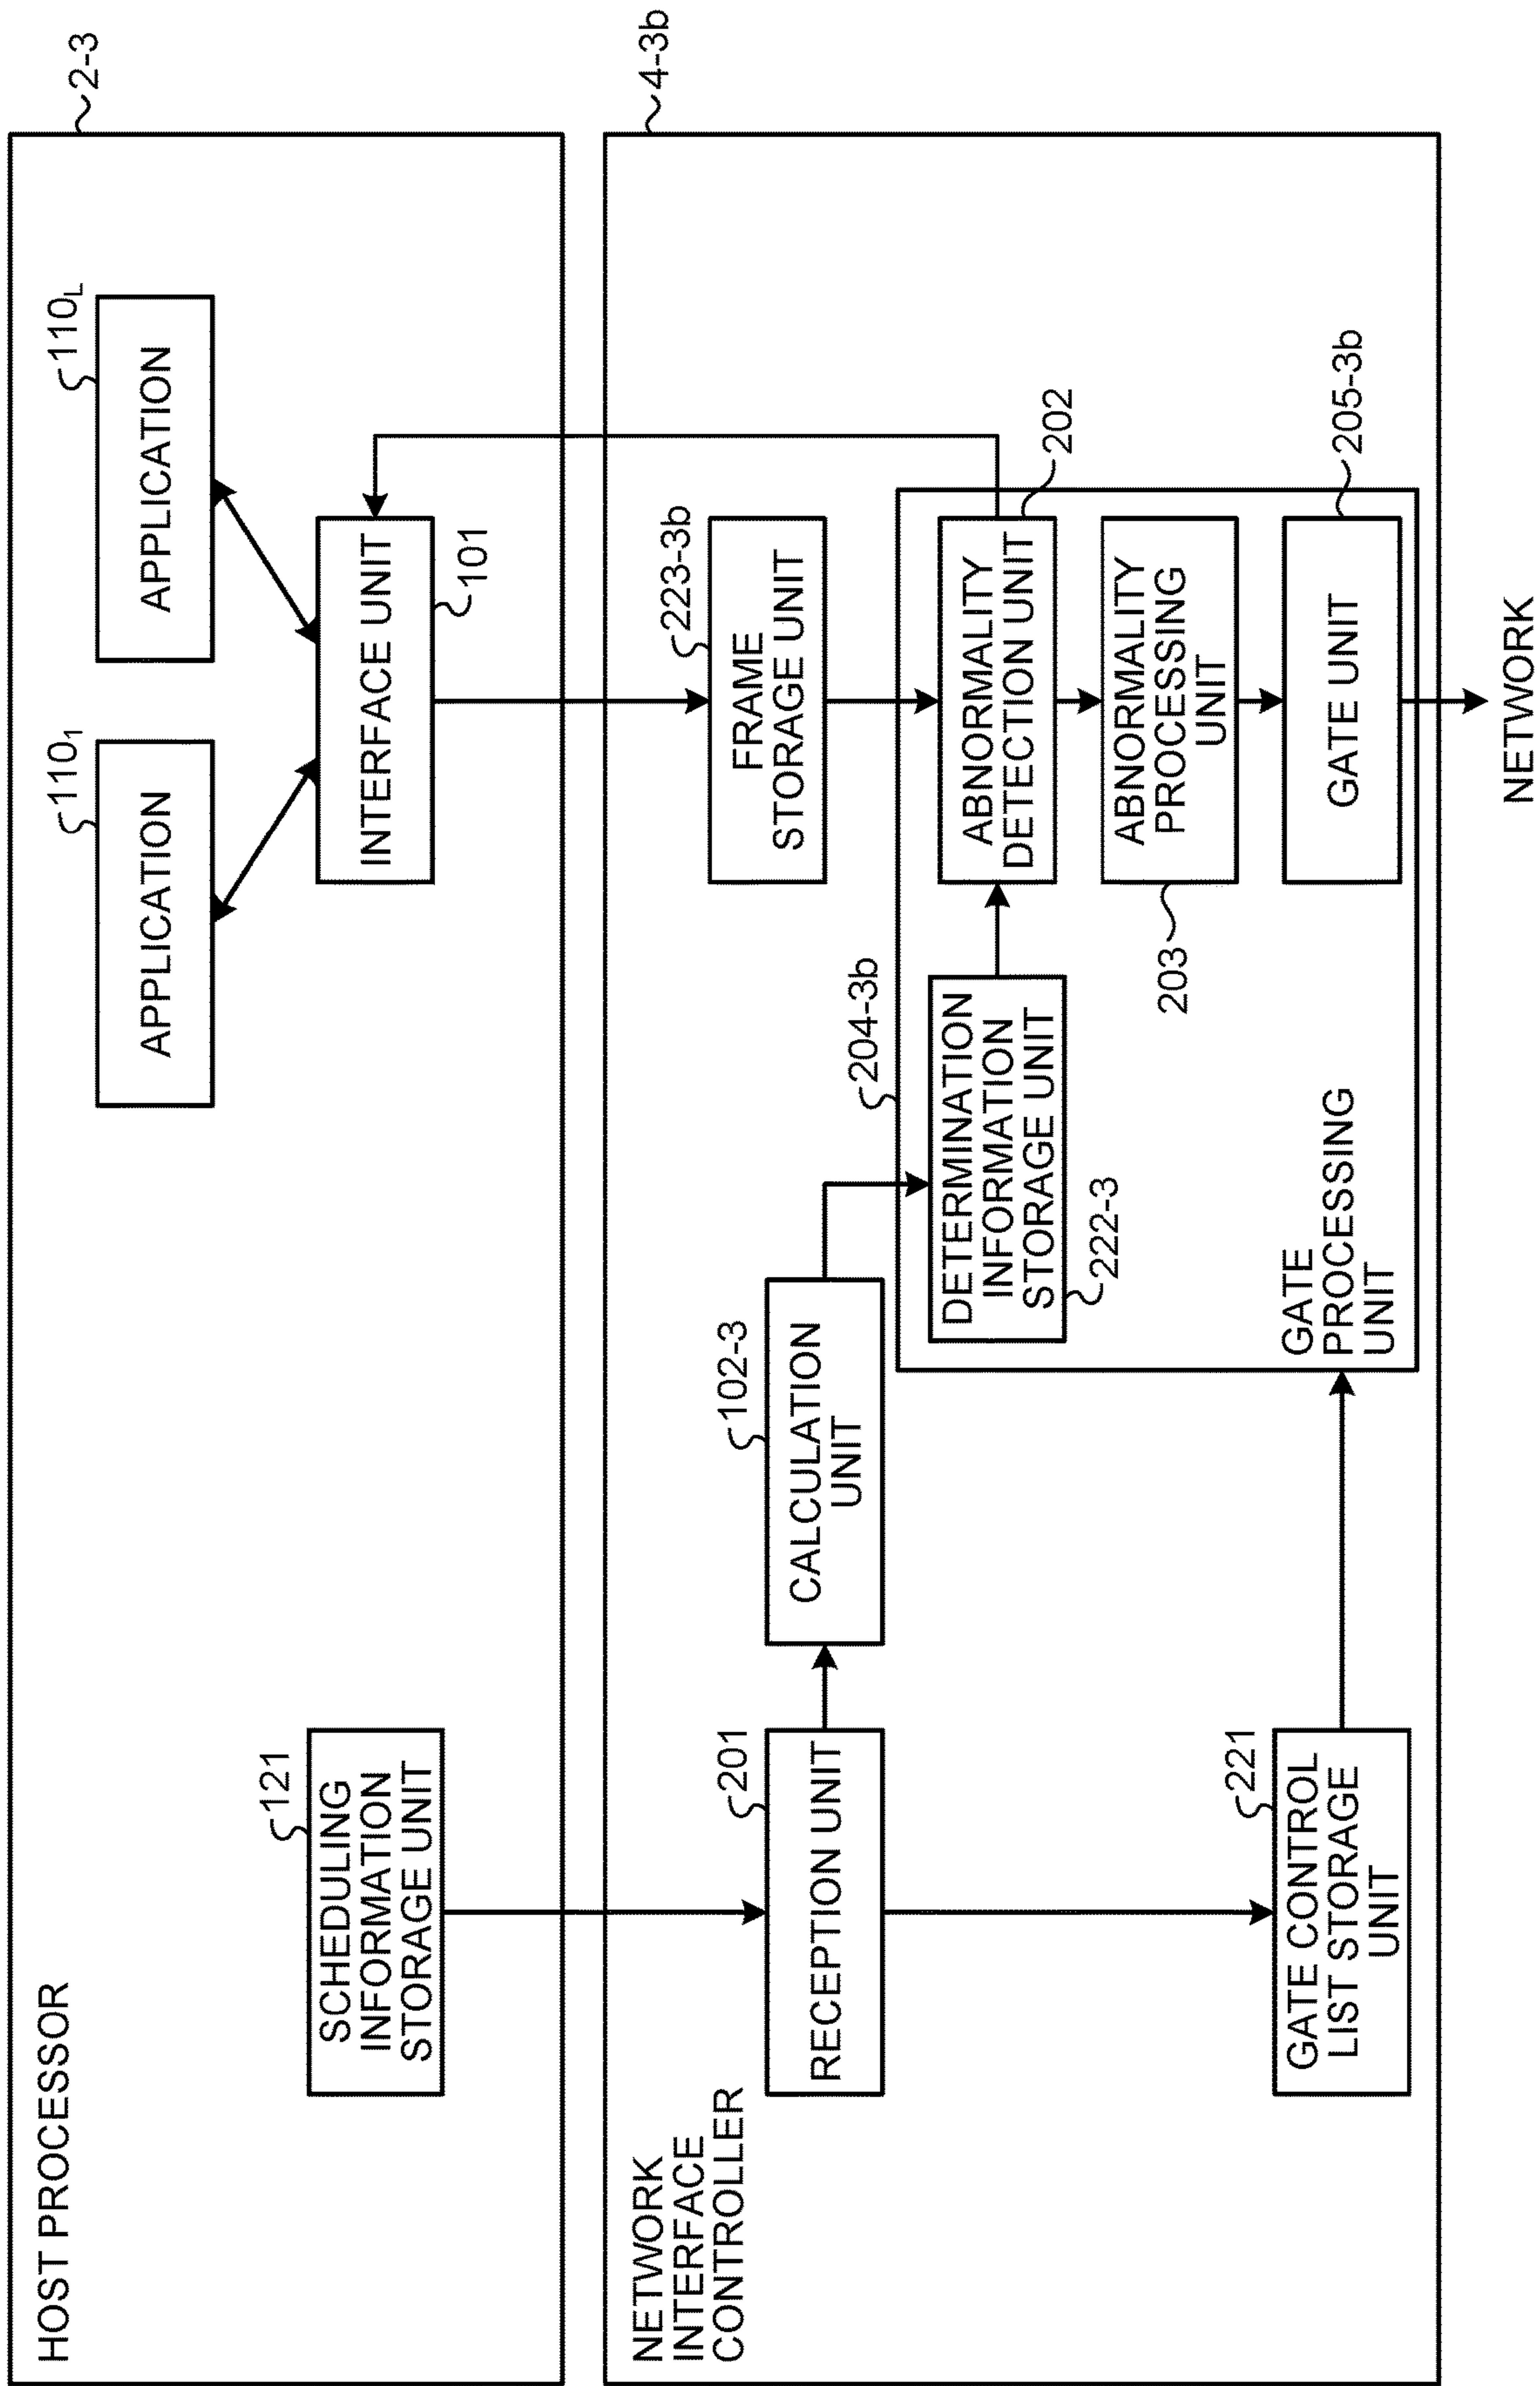 HOST PROCESSOR
2-3
110₁
APPLICATION
110L
APPLICATION
121
SCHEDULING
INFORMATION
STORAGE UNIT
INTERFACE UNIT
101
NETWORK
INTERFACE
CONTROLLER
4-3b
201
RECEPTION UNIT
102-3
CALCULATION
UNIT
223-3b
FRAME
STORAGE UNIT
204-3b
DETERMINATION
INFORMATION
STORAGE UNIT
222-3
ABNORMALITY
DETECTION UNIT
202
ABNORMALITY
PROCESSING
UNIT
203
221
GATE CONTROL
LIST STORAGE
UNIT
GATE
PROCESSING
UNIT
GATE UNIT
205-3b
NETWORK